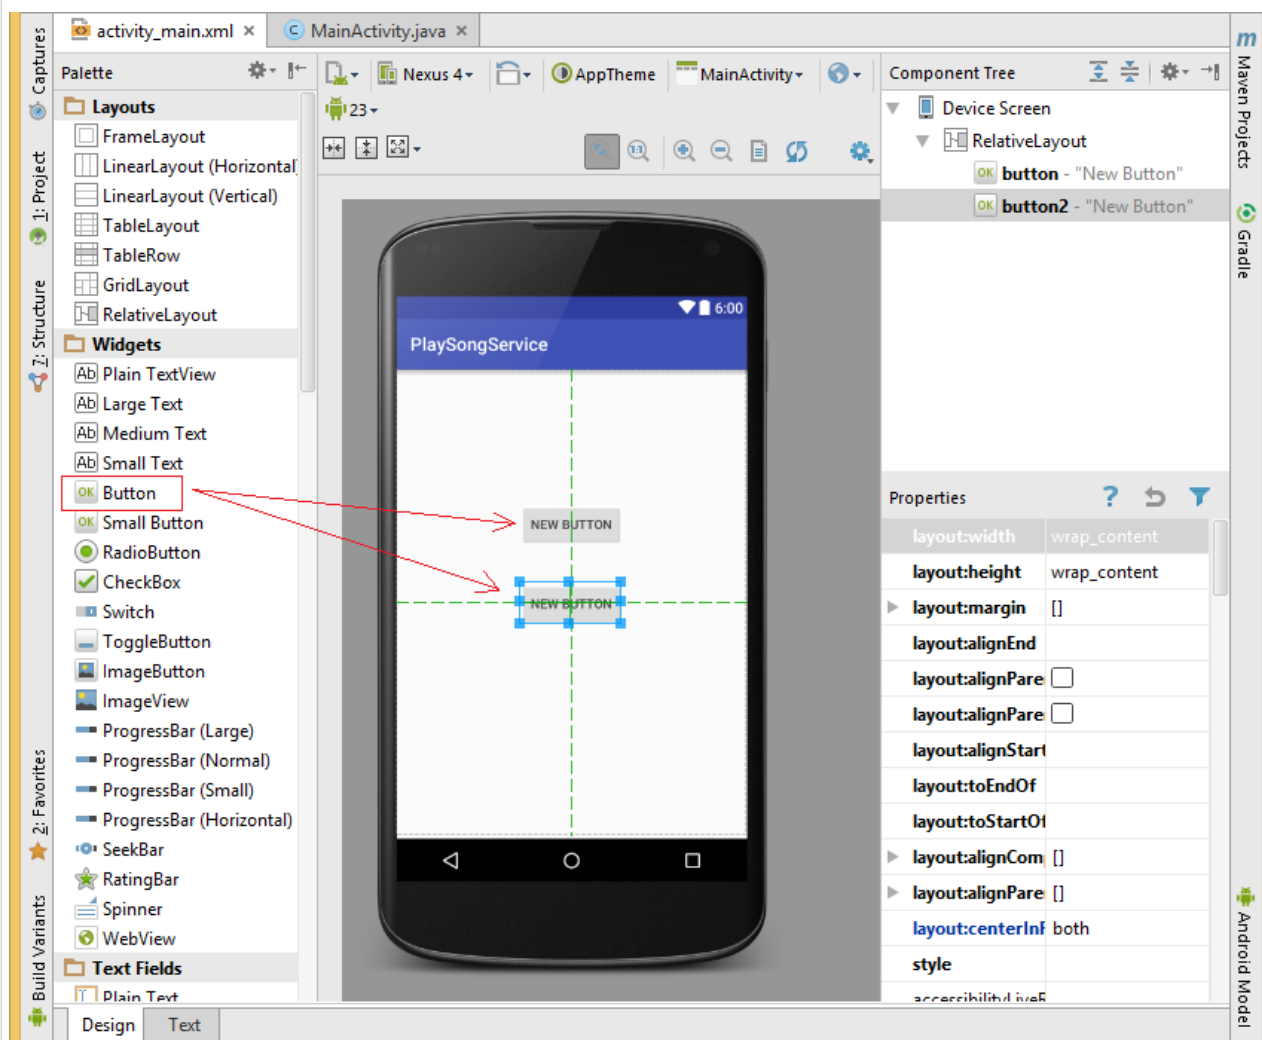 activity_main.xml
MainActivity.java
Captures
1: Project
7: Structure
2: Favorites
Build Variants
Palette
Layouts
FrameLayout
LinearLayout (Horizontal
LinearLayout (Vertical)
TableLayout
TableRow
GridLayout
RelativeLayout
Widgets
Plain TextView
Large Text
Medium Text
Small Text
Button
Small Button
RadioButton
CheckBox
Switch
ToggleButton
ImageButton
ImageView
ProgressBar (Large)
ProgressBar (Normal)
ProgressBar (Small)
ProgressBar (Horizontal)
SeekBar
RatingBar
Spinner
WebView
Text Fields
Plain Text
Design Text
Nexus 4 AppTheme MainActivity
23
6:00
PlaySongService
NEW BUTTON
NEW BUTTON
Component Tree
Device Screen
RelativeLayout
button - "New Button"
button2 - "New Button"
Properties
layout:width wrap_content
layout:height wrap_content
layout:margin []
layout:alignEnd
layout:alignPare
layout:alignPare
layout:alignStart
layout:toEndOf
layout:toStartOf
layout:alignCom []
layout:alignPare []
layout:centerInP both
style
accessibilityLiveR
Maven Projects
Gradle
Android Model